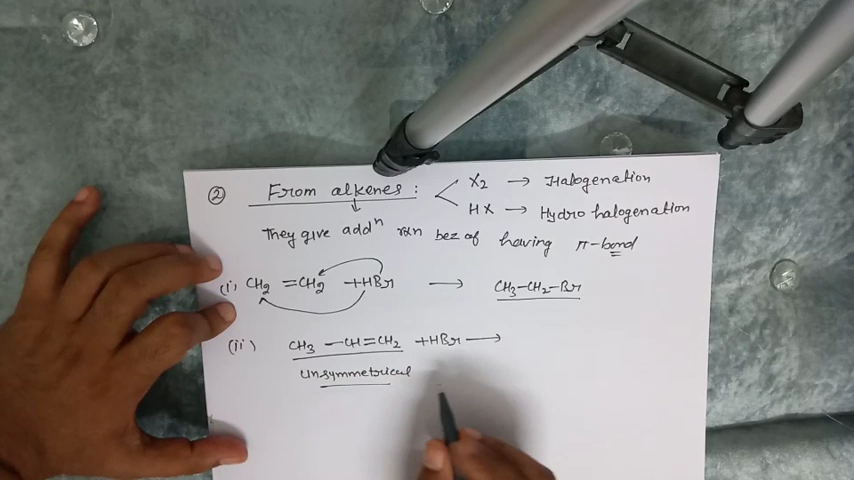 ② From alkenes : X2 → Halogenation
HX → Hydro halogenation
They give addⁿ rxn bcz of having π-bond
(i) CH2 = CH2 + HBr → CH3-CH2-Br
(ii) CH3 - CH = CH2 + HBr →
Unsymmetrical